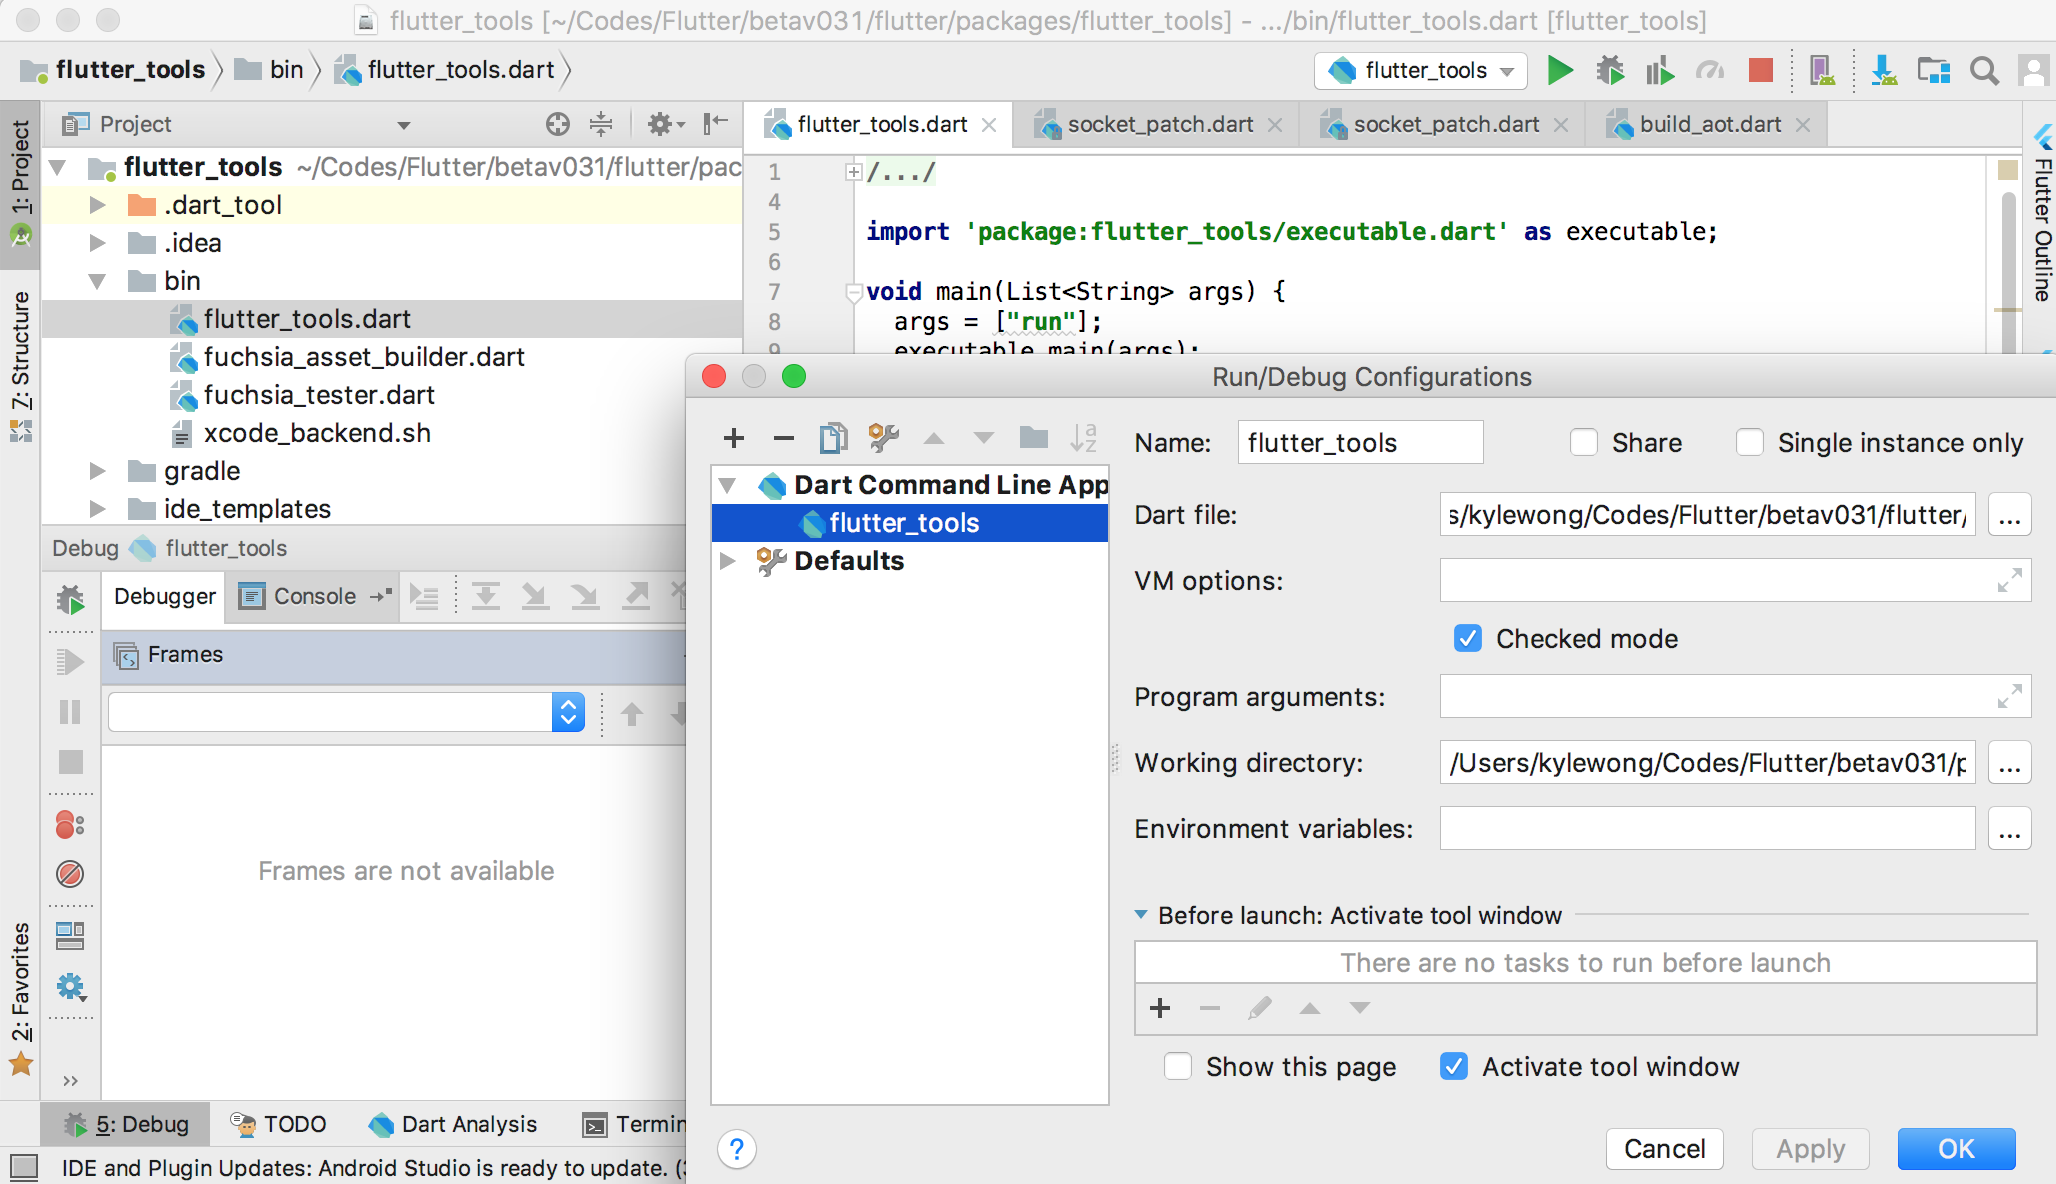 flutter_tools [~/Codes/Flutter/betav031/flutter/packages/flutter_tools] - .../bin/flutter_tools.dart [flutter_tools]
flutter_tools bin flutter_tools.dart
flutter_tools
1: Project
7: Structure
2: Favorites
Project
flutter_tools ~/Codes/Flutter/betav031/flutter/pac
.dart_tool
.idea
bin
flutter_tools.dart
fuchsia_asset_builder.dart
fuchsia_tester.dart
xcode_backend.sh
gradle
ide_templates
flutter_tools.dart socket_patch.dart socket_patch.dart build_aot.dart
1 /.../
4
5 import 'package:flutter_tools/executable.dart' as executable;
6
7 void main(List<String> args) {
8 args = ["run"];
9 executable.main(args);
Flutter Outline
Debug flutter_tools
Debugger Console
Frames
Frames are not available
Run/Debug Configurations
Dart Command Line App
flutter_tools
Defaults
Name: flutter_tools Share Single instance only
Dart file: s/kylewong/Codes/Flutter/betav031/flutter/ ...
VM options:
Checked mode
Program arguments:
Working directory: /Users/kylewong/Codes/Flutter/betav031/p ...
Environment variables: ...
Before launch: Activate tool window
There are no tasks to run before launch
Show this page Activate tool window
? Cancel Apply OK
5: Debug TODO Dart Analysis Termin
IDE and Plugin Updates: Android Studio is ready to update. (